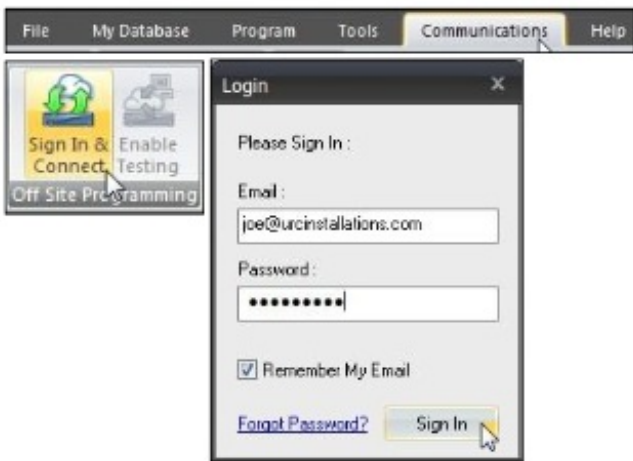 File My Database Program Tools Communications Help
Sign In & Connect
Enable Testing
Off Site Programming
Login
Please Sign In :
Email :
joe@urcinstallations.com
Password :
●●●●●●●●●
Remember My Email
Forgot Password? Sign In